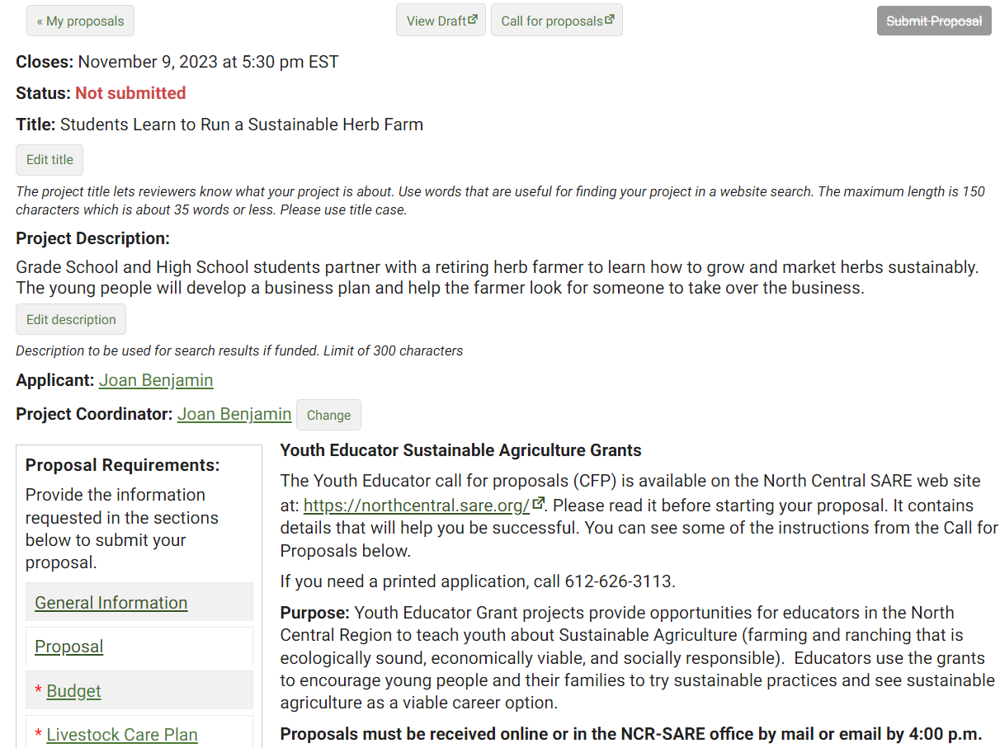 « My proposals
View Draft
Call for proposals
Submit Proposal
Closes: November 9, 2023 at 5:30 pm EST
Status: Not submitted
Title: Students Learn to Run a Sustainable Herb Farm
Edit title
The project title lets reviewers know what your project is about. Use words that are useful for finding your project in a website search. The maximum length is 150
characters which is about 35 words or less. Please use title case.
Project Description:
Grade School and High School students partner with a retiring herb farmer to learn how to grow and market herbs sustainably.
The young people will develop a business plan and help the farmer look for someone to take over the business.
Edit description
Description to be used for search results if funded. Limit of 300 characters
Applicant: Joan Benjamin
Project Coordinator: Joan Benjamin Change
Proposal Requirements:
Provide the information
requested in the sections
below to submit your
proposal.
General Information
Proposal
* Budget
* Livestock Care Plan
Youth Educator Sustainable Agriculture Grants
The Youth Educator call for proposals (CFP) is available on the North Central SARE web site
at: https://northcentral.sare.org/. Please read it before starting your proposal. It contains
details that will help you be successful. You can see some of the instructions from the Call for
Proposals below.
If you need a printed application, call 612-626-3113.
Purpose: Youth Educator Grant projects provide opportunities for educators in the North
Central Region to teach youth about Sustainable Agriculture (farming and ranching that is
ecologically sound, economically viable, and socially responsible).  Educators use the grants
to encourage young people and their families to try sustainable practices and see sustainable
agriculture as a viable career option.
Proposals must be received online or in the NCR-SARE office by mail or email by 4:00 p.m.